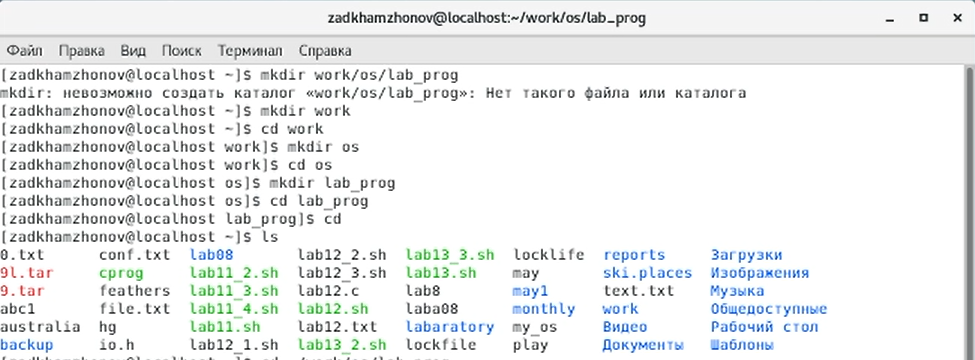 zadkhamzhonov@localhost:~/work/os/lab_prog
Файл Правка Вид Поиск Терминал Справка
[zadkhamzhonov@localhost ~]$ mkdir work/os/lab_prog
mkdir: невозможно создать каталог «work/os/lab_prog»: Нет такого файла или каталога
[zadkhamzhonov@localhost ~]$ mkdir work
[zadkhamzhonov@localhost ~]$ cd work
[zadkhamzhonov@localhost work]$ mkdir os
[zadkhamzhonov@localhost work]$ cd os
[zadkhamzhonov@localhost os]$ mkdir lab_prog
[zadkhamzhonov@localhost os]$ cd lab_prog
[zadkhamzhonov@localhost lab_prog]$ cd
[zadkhamzhonov@localhost ~]$ ls
0.txt conf.txt lab08 lab12_2.sh lab13_3.sh locklife reports Загрузки
9l.tar cprog lab11_2.sh lab12_3.sh lab13.sh may ski.places Изображения
9.tar feathers lab11_3.sh lab12.c lab8 may1 text.txt Музыка
abc1 file.txt lab11_4.sh lab12.sh laba08 monthly work Общедоступные
australia hg lab11.sh lab12.txt labaratory my_os Видео Рабочий стол
backup io.h lab12_1.sh lab13_2.sh lockfile play Документы Шаблоны